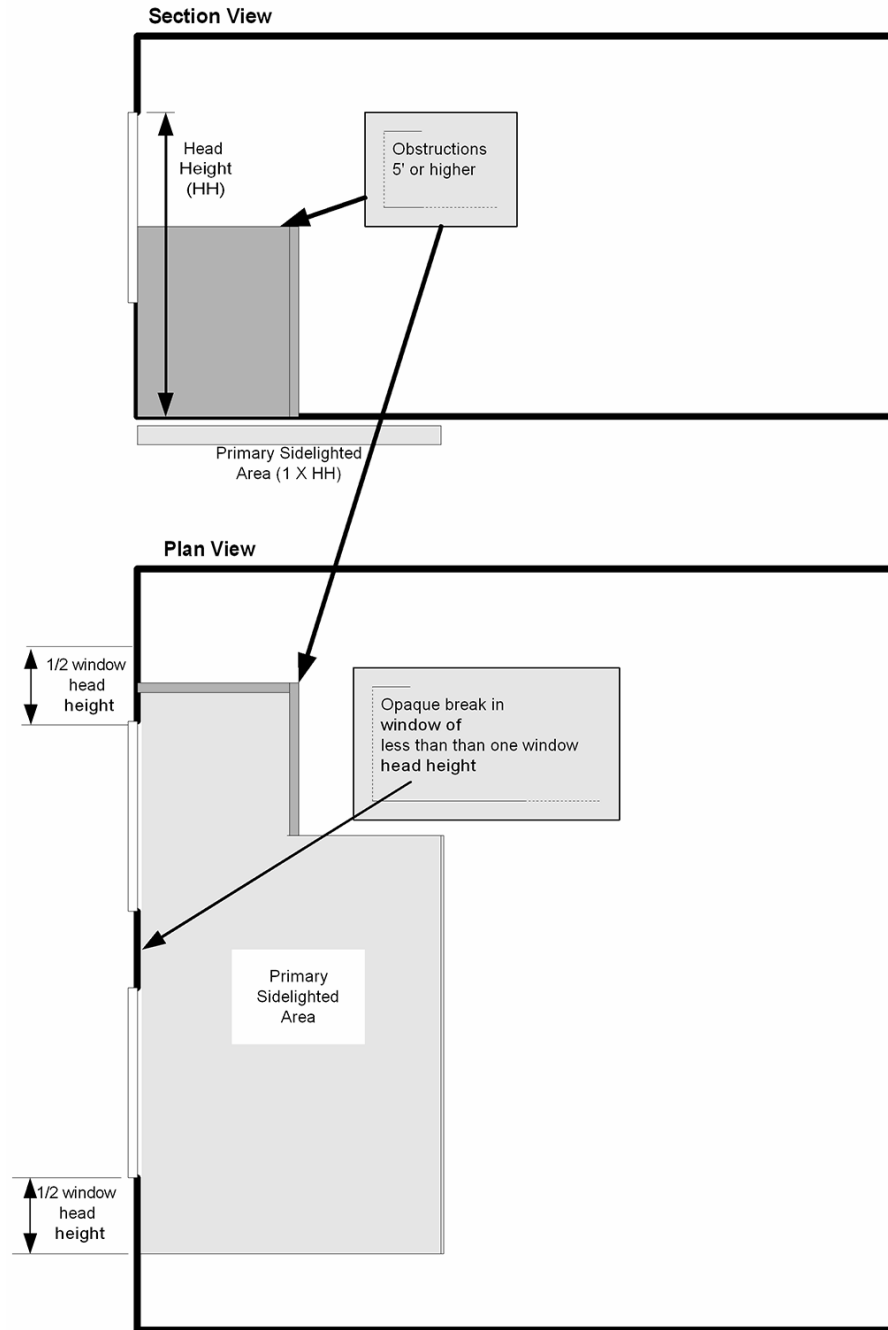 Section View
Head
Height
(HH)
Obstructions
5' or higher
Primary Sidelighted
Area (1 X HH)
Plan View
1/2 window
head
height
Opaque break in
window of
less than than one window
head height
Primary
Sidelighted
Area
1/2 window
head
height